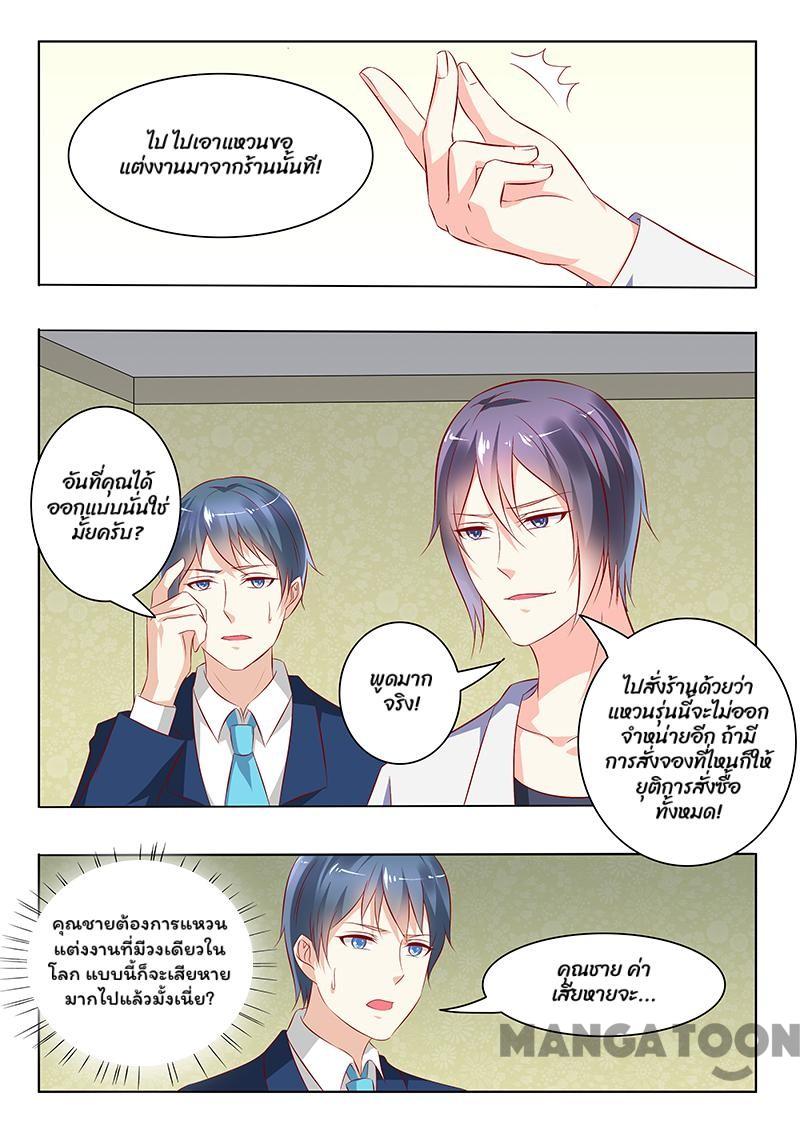 ไป ไปเอาแหวนขอ
แต่งงานมาจากร้านนั้นที!
อันที่คุณได้
ออกแบบนั่นใช่
มั้ยครับ?
พูดมาก
จริง!
ไปสั่งร้านด้วยว่า
แหวนรุ่นนี้จะไม่ออก
จำหน่ายอีก ถ้ามี
การสั่งจองที่ไหนก็ให้
ยุติการสั่งซื้อ
ทั้งหมด!
คุณชายต้องการแหวน
แต่งงานที่มีวงเดียวใน
โลก แบบนี้ก็จะเสียหาย
มากไปแล้วมั้งเนี่ย?
คุณชาย ค่า
เสียหายจะ...
MANGATOON